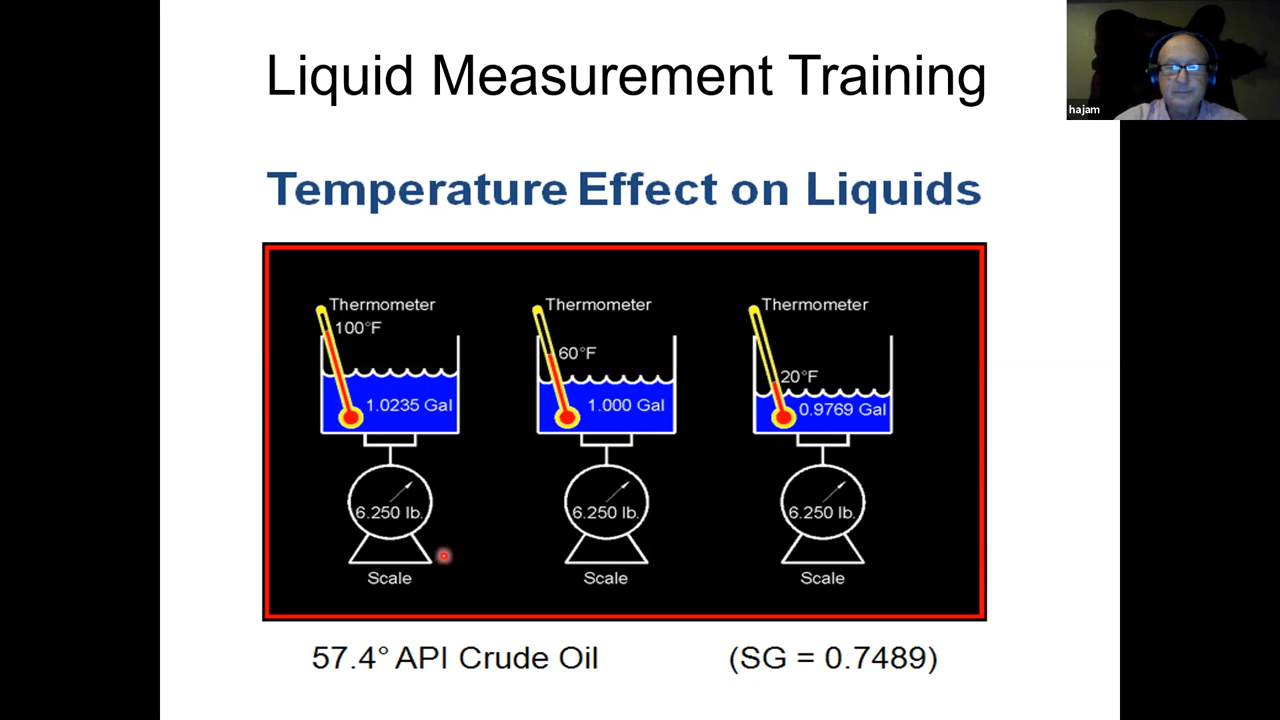 Liquid Measurement Training
hajam
Temperature Effect on Liquids
Thermometer Thermometer Thermometer
100°F
60°F
20°F
1.0235 Gal 1.000 Gal 0.9769 Gal
6.250 lb. 6.250 lb. 6.250 lb.
Scale Scale Scale
57.4° API Crude Oil (SG = 0.7489)